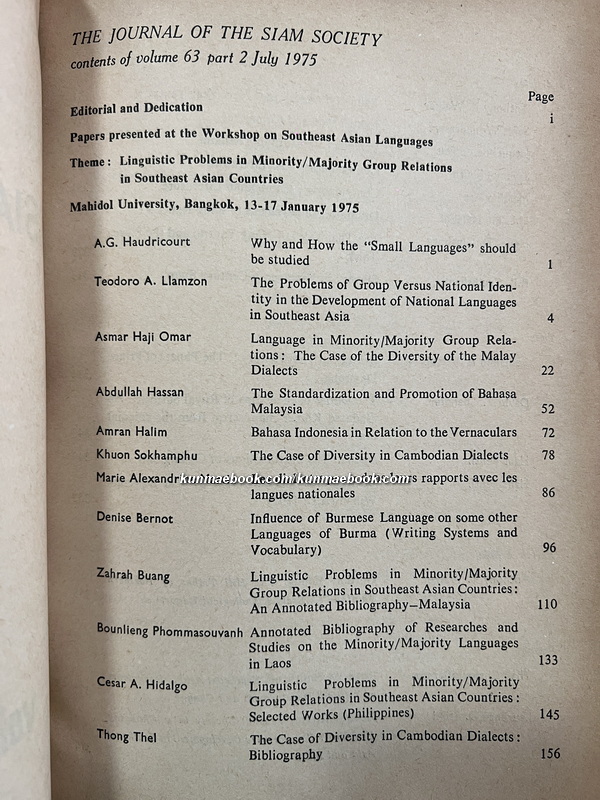 THE JOURNAL OF THE SIAM SOCIETY
contents of volume 63 part 2 July 1975
Page
Editorial and Dedication i
Papers presented at the Workshop on Southeast Asian Languages
Theme: Linguistic Problems in Minority/Majority Group Relations
in Southeast Asian Countries
Mahidol University, Bangkok, 13-17 January 1975
A.G. Haudricourt Why and How the "Small Languages" should
be studied 1
Teodoro A. Llamzon The Problems of Group Versus National Iden-
tity in the Development of National Languages
in Southeast Asia 4
Asmar Haji Omar Language in Minority/Majority Group Rela-
tions: The Case of the Diversity of the Malay
Dialects 22
Abdullah Hassan The Standardization and Promotion of Bahasa
Malaysia 52
Amran Halim Bahasa Indonesia in Relation to the Vernaculars 72
Khuon Sokhamphu The Case of Diversity in Cambodian Dialects 78
Marie rapports avec les
kunmaebook.com/kunmaebook.com
langues nationales 86
Denise Bernot Influence of Burmese Language on some other
Languages of Burma (Writing Systems and
Vocabulary) 96
Zahrah Buang Linguistic Problems in Minority/Majority
Group Relations in Southeast Asian Countries:
An Annotated Bibliography—Malaysia 110
Bounlieng Phommasouvanh Annotated Bibliography of Researches and
Studies on the Minority/Majority Languages
in Laos 133
Cesar A. Hidalgo Linguistic Problems in Minority/Majority
Group Relations in Southeast Asian Countries:
Selected Works (Philippines) 145
Thong Thel The Case of Diversity in Cambodian Dialects:
Bibliography 156